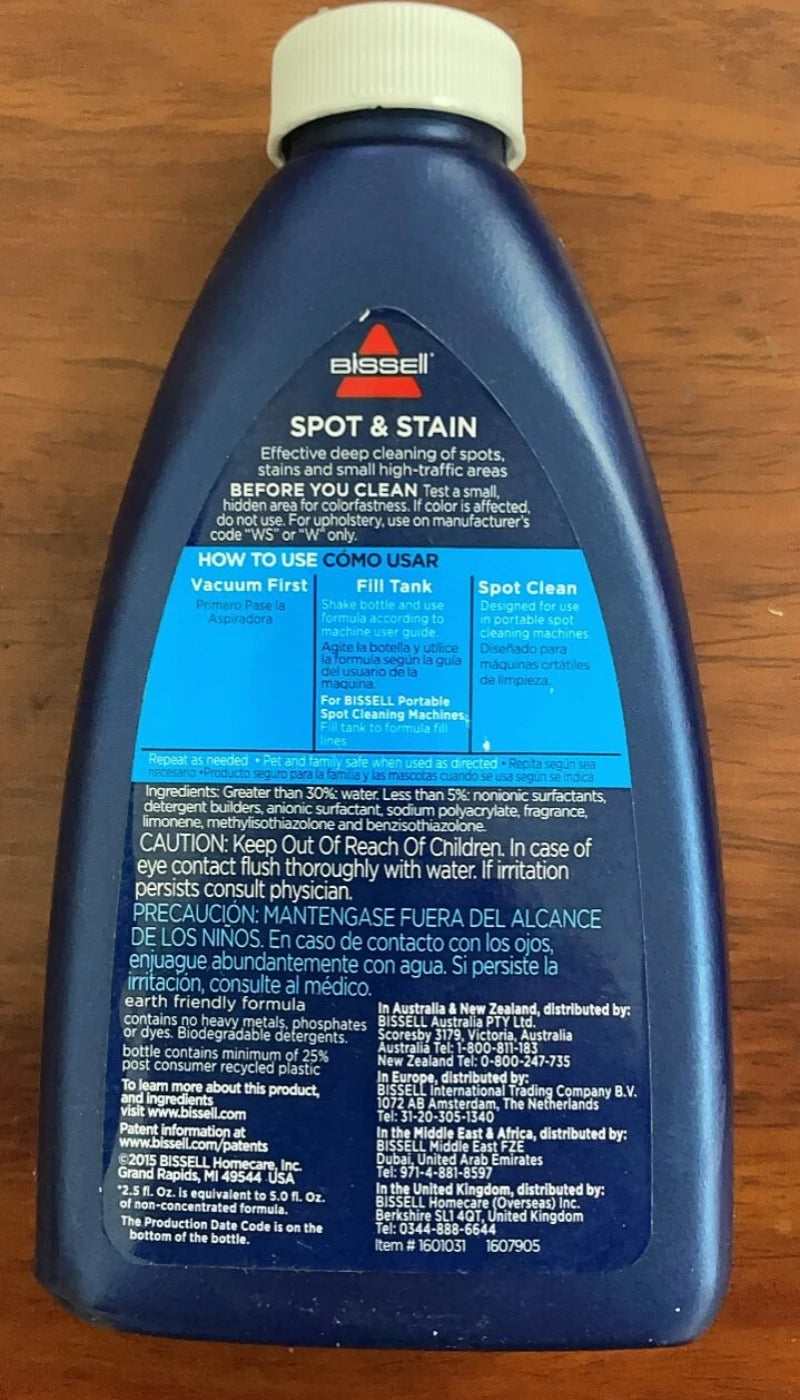 BISSELL
SPOT & STAIN
Effective deep cleaning of spots,
stains and small high-traffic areas
BEFORE YOU CLEAN Test a small,
hidden area for colorfastness. If color is affected,
do not use. For upholstery, use on manufacturer's
code "WS" or "W" only.
HOW TO USE CÓMO USAR
Vacuum First
Primero Pase la
Aspiradora
Fill Tank
Shake bottle and use
formula according to
machine user guide.
Agite la botella y utilice
la formula según la guía
del usuario de la
maquina.
For BISSELL Portable
Spot Cleaning Machines,
Fill tank to formula fill
lines
Spot Clean
Designed for use
in portable spot
cleaning machines.
Diseñado para
máquinas ortátiles
de limpieza.
Repeat as needed • Pet and family safe when used as directed • Repita según sea
necesario •Producto seguro para la familia y las mascotas cuando se usa según se indica
Ingredients: Greater than 30%: water. Less than 5%: nonionic surfactants,
detergent builders, anionic surfactant, sodium polyacrylate, fragrance,
limonene, methylisothiazolone and benzisothiazolone.
CAUTION: Keep Out Of Reach Of Children. In case of
eye contact flush thoroughly with water. If irritation
persists consult physician.
PRECAUCIÓN: MANTENGASE FUERA DEL ALCANCE
DE LOS NIÑOS. En caso de contacto con los ojos,
enjuague abundantemente con agua. Si persiste la
irritación, consulte al médico.
earth friendly formula
contains no heavy metals, phosphates
or dyes. Biodegradable detergents.
bottle contains minimum of 25%
post consumer recycled plastic
To learn more about this product,
and ingredients
visit www.bissell.com
Patent information at
www.bissell.com/patents
©2015 BISSELL Homecare, Inc.
Grand Rapids, MI 49544 USA
*2.5 fl. Oz. is equivalent to 5.0 fl. Oz.
of non-concentrated formula.
The Production Date Code is on the
bottom of the bottle.
In Australia & New Zealand, distributed by:
BISSELL Australia PTY Ltd.
Scoresby 3179, Victoria, Australia
Australia Tel: 1-800-811-183
New Zealand Tel: 0-800-247-735
In Europe, distributed by:
BISSELL International Trading Company B.V.
1072 AB Amsterdam, The Netherlands
Tel: 31-20-305-1340
In the Middle East & Africa, distributed by:
BISSELL Middle East FZE
Dubai, United Arab Emirates
Tel: 971-4-881-8597
In the United Kingdom, distributed by:
BISSELL Homecare (Overseas) Inc.
Berkshire SL1 4QT, United Kingdom
Tel: 0344-888-6644
Item # 1601031 1607905